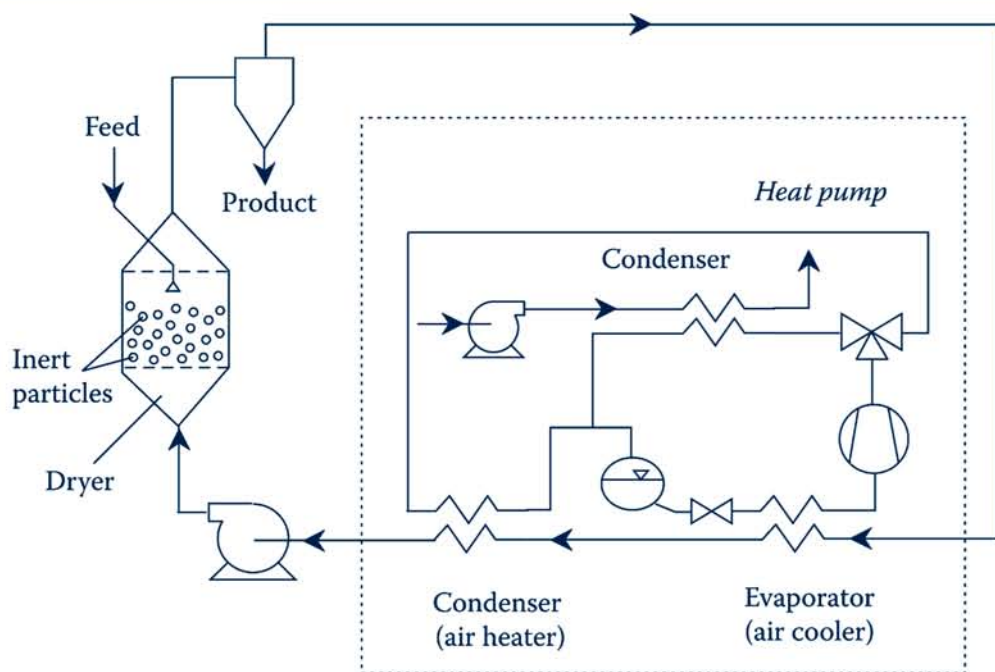 Feed
Product
Heat pump
Condenser
Inert
particles
Dryer
Condenser
(air heater)
Evaporator
(air cooler)